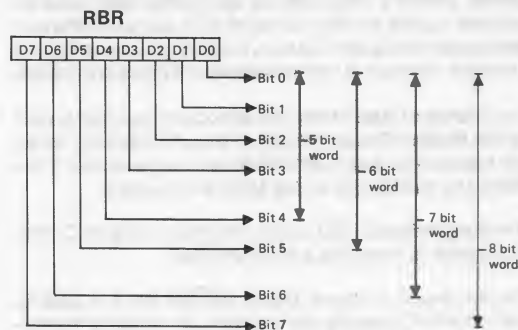 RBR
D7 D6 D5 D4 D3 D2 D1 D0
Bit 0
Bit 1
Bit 2
Bit 3
Bit 4
Bit 5
Bit 6
Bit 7
5 bit
word
6 bit
word
7 bit
word
8 bit
word